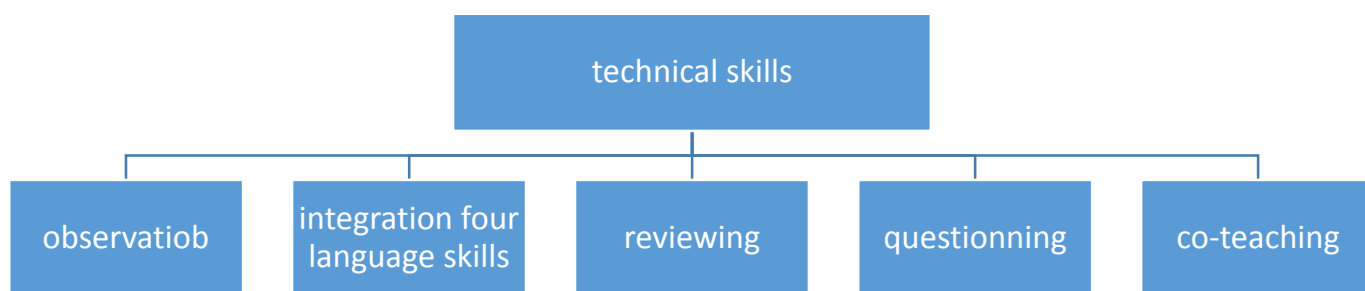 technical skills
observatiob
integration four
language skills
reviewing
questionning
co-teaching